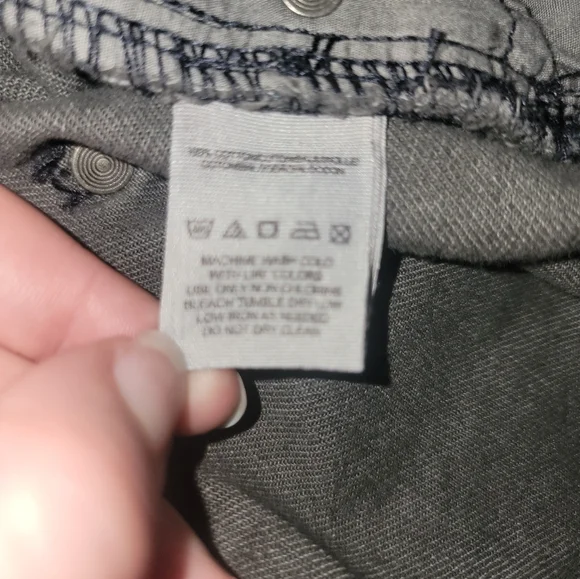 100% COTTON
MACHINE WASH COLD
WITH LIKE COLORS
USE ONLY NON CHLORINE
BLEACH TUMBLE DRY LOW
LOW IRON AS NEEDED
DO NOT DRY CLEAN